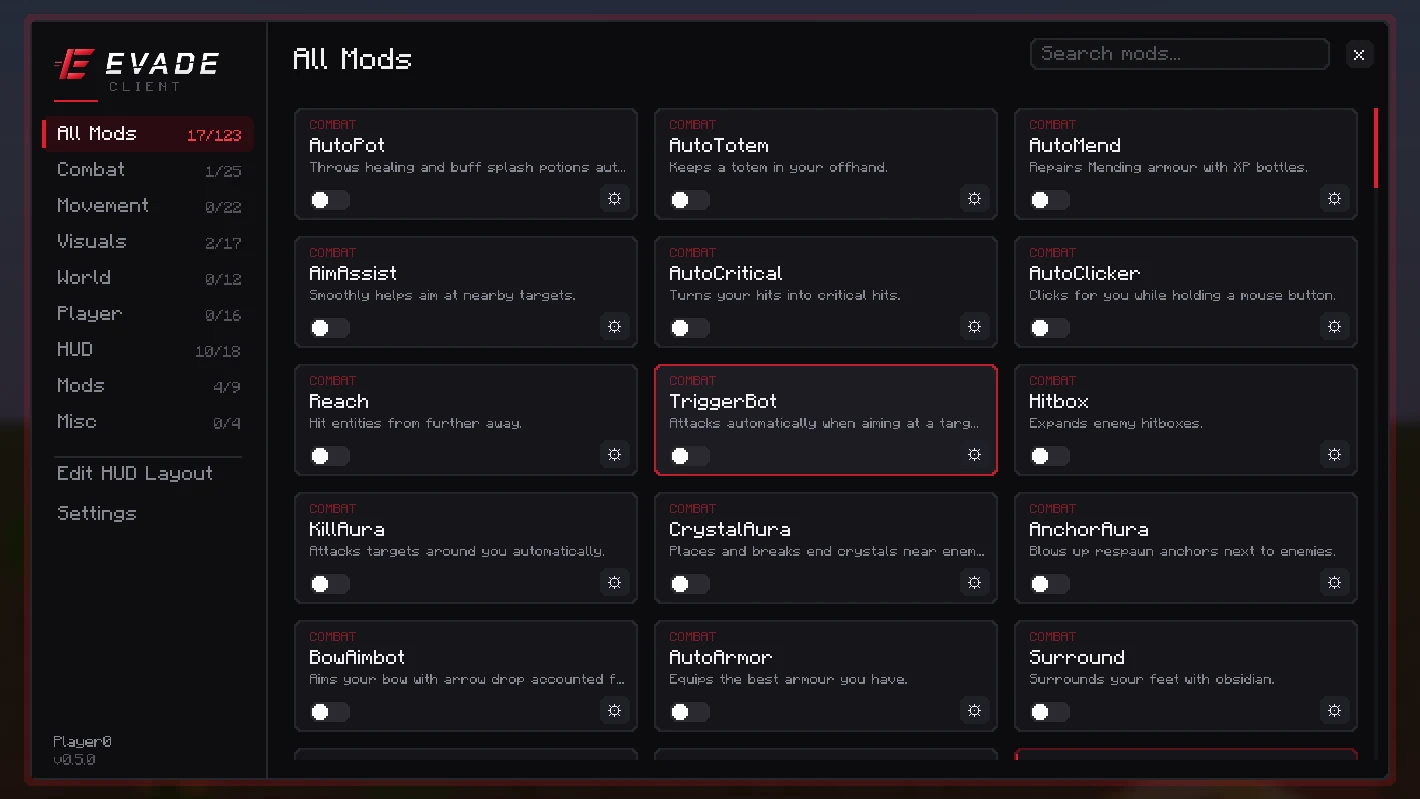 EVADE
CLIENT
All Mods 17/123
Combat 1/25
Movement 0/22
Visuals 2/17
World 0/12
Player 0/16
HUD 10/18
Mods 4/9
Misc 0/4
Edit HUD Layout
Settings
Player0
v0.5.0
All Mods
Search mods...
COMBAT
AutoPot
Throws healing and buff splash potions aut...
COMBAT
AutoTotem
Keeps a totem in your offhand.
COMBAT
AutoMend
Repairs Mending armour with XP bottles.
COMBAT
AimAssist
Smoothly helps aim at nearby targets.
COMBAT
AutoCritical
Turns your hits into critical hits.
COMBAT
AutoClicker
Clicks for you while holding a mouse button.
COMBAT
Reach
Hit entities from further away.
COMBAT
TriggerBot
Attacks automatically when aiming at a targ...
COMBAT
Hitbox
Expands enemy hitboxes.
COMBAT
KillAura
Attacks targets around you automatically.
COMBAT
CrystalAura
Places and breaks end crystals near enem...
COMBAT
AnchorAura
Blows up respawn anchors next to enemies.
COMBAT
BowAimbot
Aims your bow with arrow drop accounted f...
COMBAT
AutoArmor
Equips the best armour you have.
COMBAT
Surround
Surrounds your feet with obsidian.